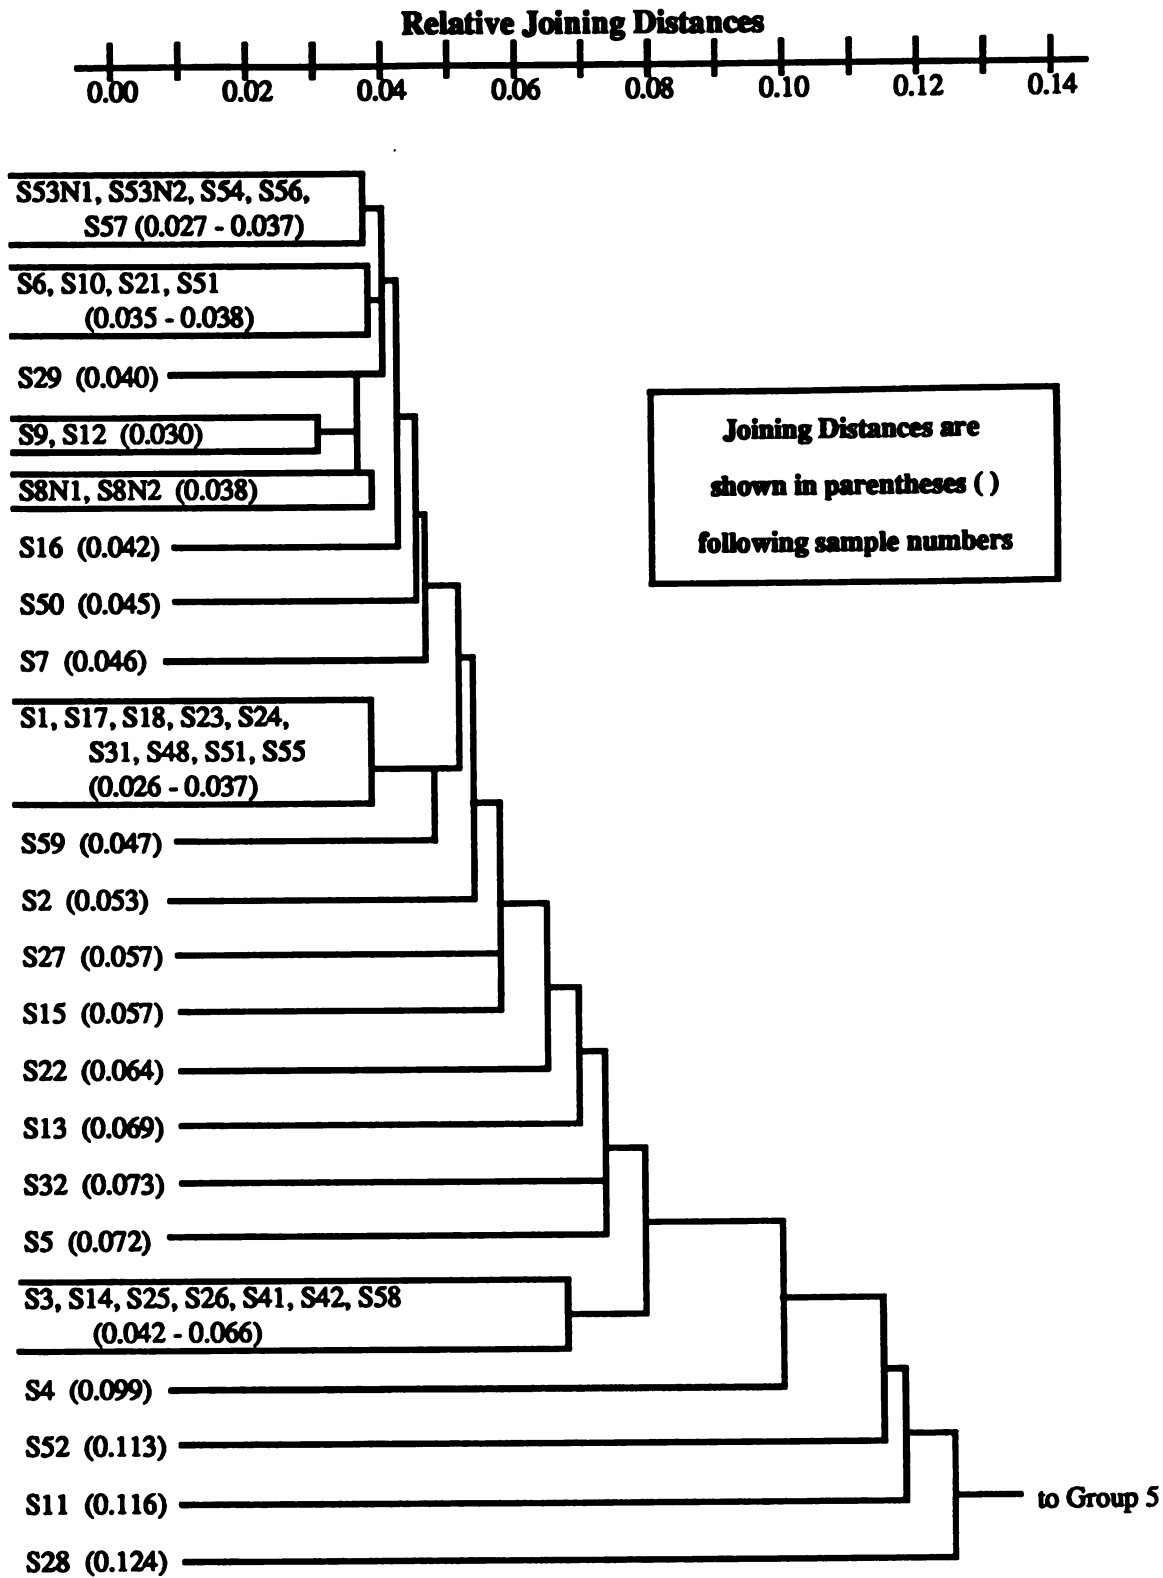 Relative Joining Distances
0.00 0.02 0.04 0.06 0.08 0.10 0.12 0.14
S53N1, S53N2, S54, S56,
S57 (0.027 - 0.037)
S6, S10, S21, S51
(0.035 - 0.038)
S29 (0.040)
S9, S12 (0.030)
S8N1, S8N2 (0.038)
S16 (0.042)
S50 (0.045)
S7 (0.046)
S1, S17, S18, S23, S24,
S31, S48, S51, S55
(0.026 - 0.037)
S59 (0.047)
S2 (0.053)
S27 (0.057)
S15 (0.057)
S22 (0.064)
S13 (0.069)
S32 (0.073)
S5 (0.072)
S3, S14, S25, S26, S41, S42, S58
(0.042 - 0.066)
S4 (0.099)
S52 (0.113)
S11 (0.116)
S28 (0.124)
to Group 5
Joining Distances are
shown in parentheses ( )
following sample numbers